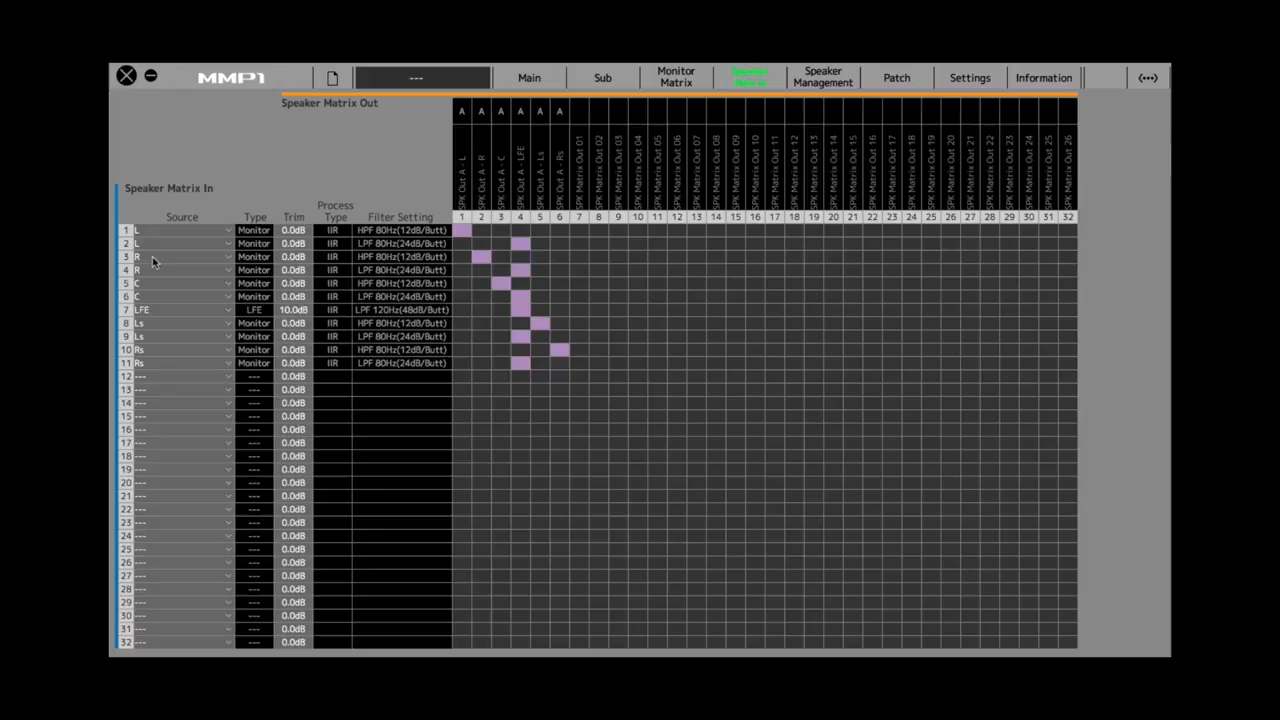 MMP1 --- Main Sub Monitor Matrix Speaker Matrix Speaker Management Patch Settings Information
Speaker Matrix Out
A A A A A A
SPK Out A - L
SPK Out A - R
SPK Out A - C
SPK Out A - LFE
SPK Out A - Ls
SPK Out A - Rs
SPK Matrix Out 01
SPK Matrix Out 02
SPK Matrix Out 03
SPK Matrix Out 04
SPK Matrix Out 05
SPK Matrix Out 06
SPK Matrix Out 07
SPK Matrix Out 08
SPK Matrix Out 09
SPK Matrix Out 10
SPK Matrix Out 11
SPK Matrix Out 12
SPK Matrix Out 13
SPK Matrix Out 14
SPK Matrix Out 15
SPK Matrix Out 16
SPK Matrix Out 17
SPK Matrix Out 18
SPK Matrix Out 19
SPK Matrix Out 20
SPK Matrix Out 21
SPK Matrix Out 22
SPK Matrix Out 23
SPK Matrix Out 24
SPK Matrix Out 25
SPK Matrix Out 26
Speaker Matrix In
Source Type Trim Process Type Filter Setting 1 2 3 4 5 6 7 8 9 10 11 12 13 14 15 16 17 18 19 20 21 22 23 24 25 26 27 28 29 30 31 32
1 L Monitor 0.0dB IIR HPF 80Hz(12dB/Butt)
2 L Monitor 0.0dB IIR LPF 80Hz(24dB/Butt)
3 R Monitor 0.0dB IIR HPF 80Hz(12dB/Butt)
4 R Monitor 0.0dB IIR LPF 80Hz(24dB/Butt)
5 C Monitor 0.0dB IIR HPF 80Hz(12dB/Butt)
6 C Monitor 0.0dB IIR LPF 80Hz(24dB/Butt)
7 LFE LFE 10.0dB IIR LPF 120Hz(48dB/Butt)
8 Ls Monitor 0.0dB IIR HPF 80Hz(12dB/Butt)
9 Ls Monitor 0.0dB IIR LPF 80Hz(24dB/Butt)
10 Rs Monitor 0.0dB IIR HPF 80Hz(12dB/Butt)
11 Rs Monitor 0.0dB IIR LPF 80Hz(24dB/Butt)
12 --- --- 0.0dB
13 --- --- 0.0dB
14 --- --- 0.0dB
15 --- --- 0.0dB
16 --- --- 0.0dB
17 --- --- 0.0dB
18 --- --- 0.0dB
19 --- --- 0.0dB
20 --- --- 0.0dB
21 --- --- 0.0dB
22 --- --- 0.0dB
23 --- --- 0.0dB
24 --- --- 0.0dB
25 --- --- 0.0dB
26 --- --- 0.0dB
27 --- --- 0.0dB
28 --- --- 0.0dB
29 --- --- 0.0dB
30 --- --- 0.0dB
31 --- --- 0.0dB
32 --- --- 0.0dB